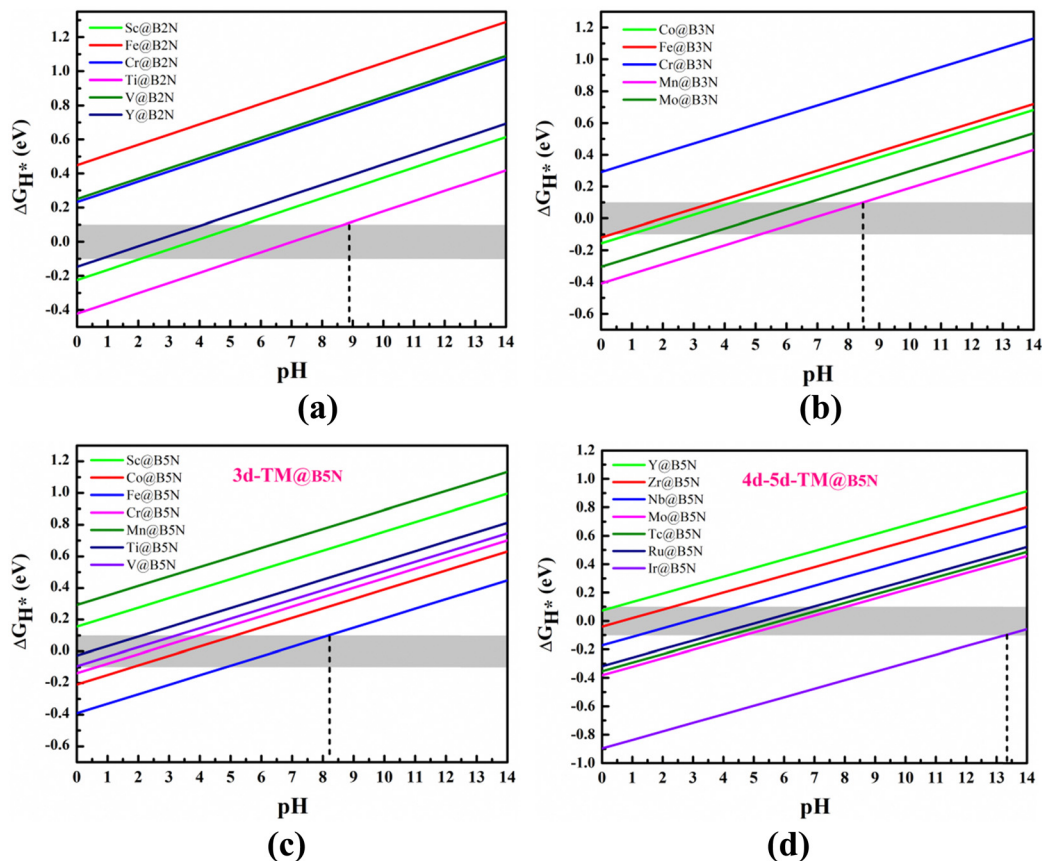 (a)
Sc@B2N
Fe@B2N
Cr@B2N
Ti@B2N
V@B2N
Y@B2N
ΔG_H* (eV)
1.2
1.0
0.8
0.6
0.4
0.2
0.0
-0.2
-0.4
0 1 2 3 4 5 6 7 8 9 10 11 12 13 14
pH
(a)
(b)
Co@B3N
Fe@B3N
Cr@B3N
Mn@B3N
Mo@B3N
ΔG_H* (eV)
1.2
1.0
0.8
0.6
0.4
0.2
0.0
-0.2
-0.4
-0.6
0 1 2 3 4 5 6 7 8 9 10 11 12 13 14
pH
(b)
(c)
Sc@B5N
Co@B5N
Fe@B5N
Cr@B5N
Mn@B5N
Ti@B5N
V@B5N
3d-TM@B5N
ΔG_H* (eV)
1.2
1.0
0.8
0.6
0.4
0.2
0.0
-0.2
-0.4
-0.6
0 1 2 3 4 5 6 7 8 9 10 11 12 13 14
pH
(c)
(d)
Y@B5N
Zr@B5N
Nb@B5N
Mo@B5N
Tc@B5N
Ru@B5N
Ir@B5N
4d-5d-TM@B5N
ΔG_H* (eV)
1.2
1.0
0.8
0.6
0.4
0.2
0.0
-0.2
-0.4
-0.6
-0.8
-1.0
0 1 2 3 4 5 6 7 8 9 10 11 12 13 14
pH
(d)